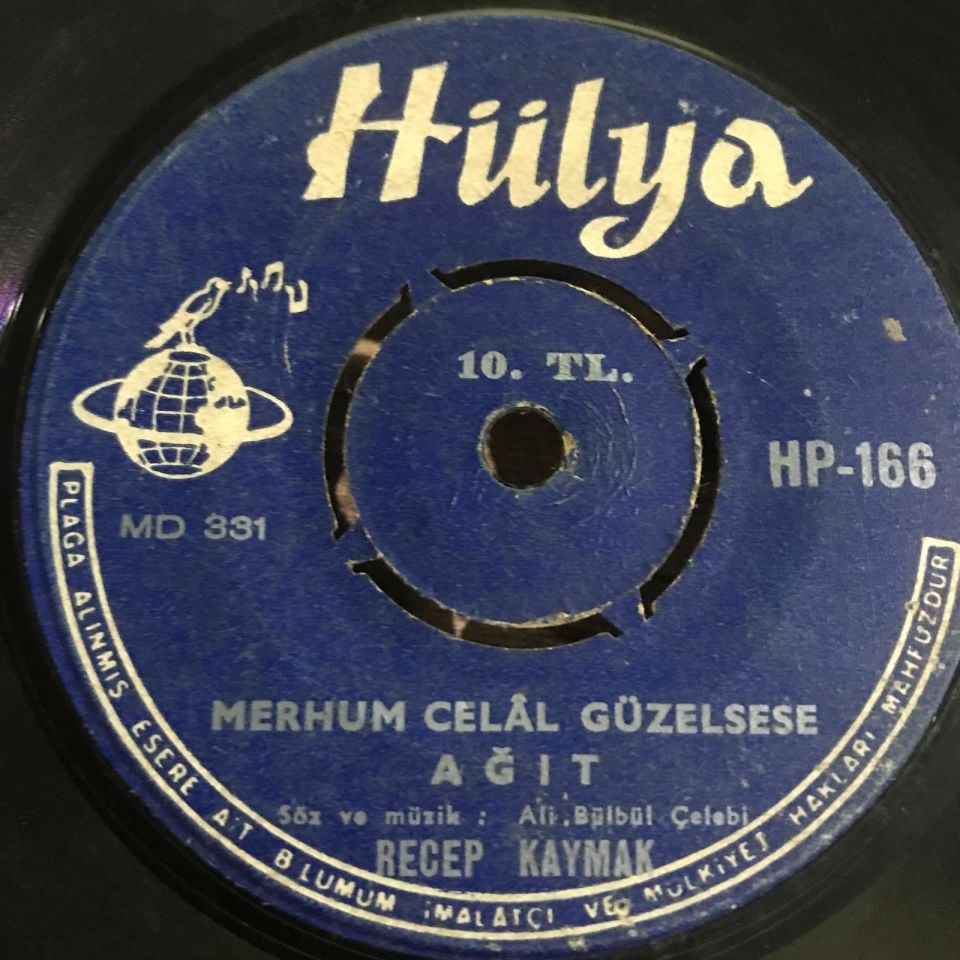 Hülya
10. TL.
HP-166
MD 331
MERHUM CELÂL GÜZELSESE
AĞIT
Söz ve müzik : Ali Bülbül Çelebi
RECEP KAYMAK
PLAGA ALINMIS ESERE AİT BİLUMUM İMALATÇI VE MÜLKİYET HAKLARI MAHFUZDUR